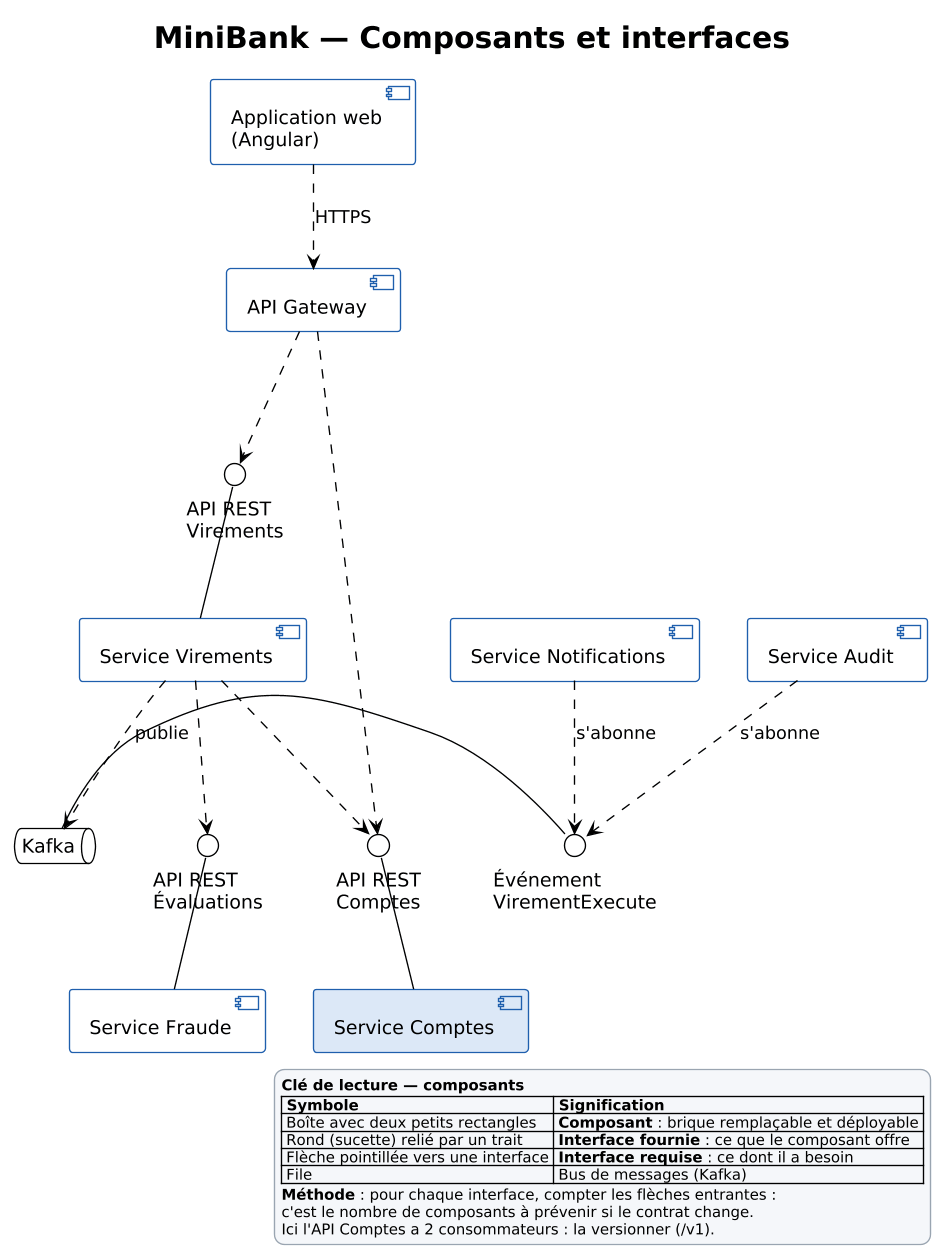 MiniBank — Composants et interfaces
Application web
(Angular)
HTTPS
API Gateway
API REST
Virements
Service Virements
Service Notifications
Service Audit
publie
s'abonne
s'abonne
Kafka
API REST
Évaluations
API REST
Comptes
Événement
VirementExecute
Service Fraude
Service Comptes
Clé de lecture — composants
Symbole Signification
Boîte avec deux petits rectangles Composant : brique remplaçable et déployable
Rond (sucette) relié par un trait Interface fournie : ce que le composant offre
Flèche pointillée vers une interface Interface requise : ce dont il a besoin
File Bus de messages (Kafka)
Méthode : pour chaque interface, compter les flèches entrantes :
c'est le nombre de composants à prévenir si le contrat change.
Ici l'API Comptes a 2 consommateurs : la versionner (/v1).